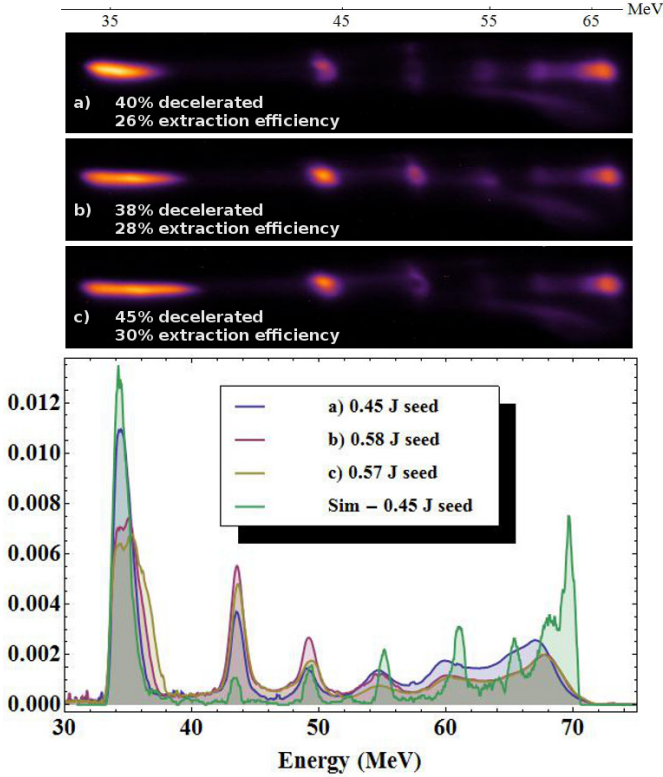 MeV
35 45 55 65
a) 40% decelerated
26% extraction efficiency
b) 38% decelerated
28% extraction efficiency
c) 45% decelerated
30% extraction efficiency
0.012
0.010
0.008
0.006
0.004
0.002
0.000
a) 0.45 J seed
b) 0.58 J seed
c) 0.57 J seed
Sim − 0.45 J seed
30 40 50 60 70
Energy (MeV)